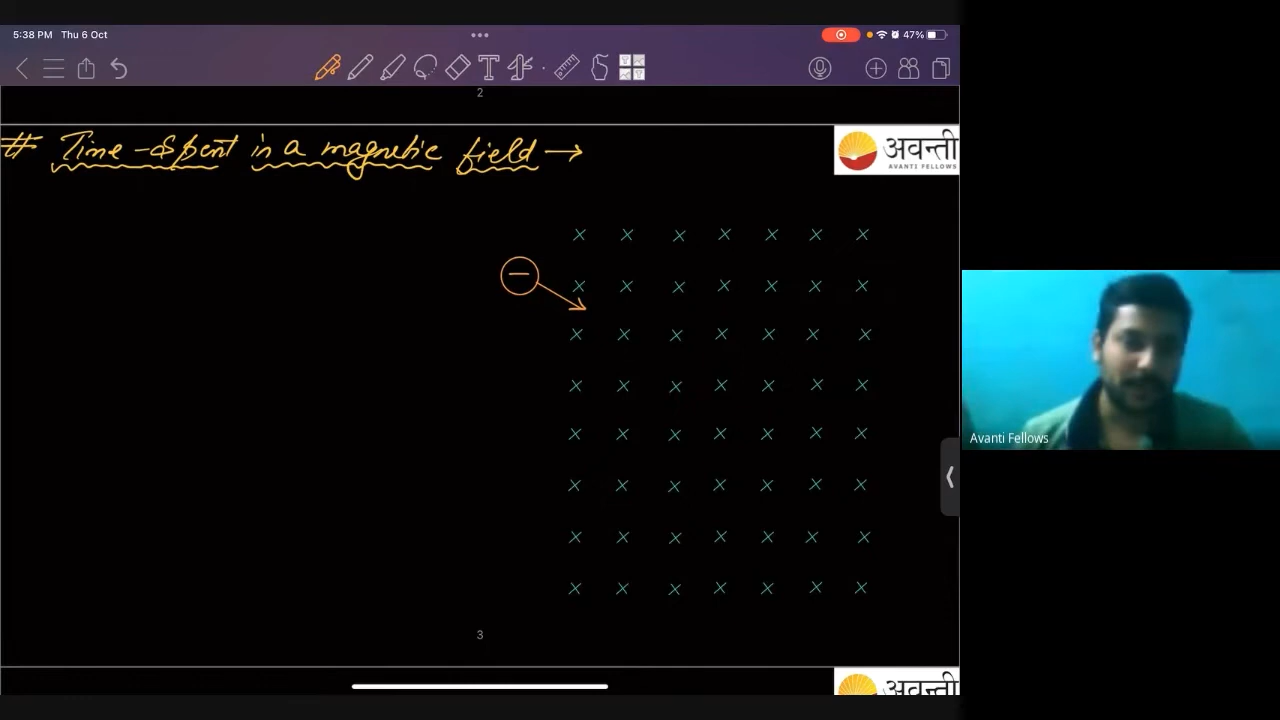 5:38 PM Thu 6 Oct
47%
2
# Time-Spent in a magnetic field →
अवन्ती
AVANTI FELLOWS
× × × × × × ×
−
× × × × × × ×
× × × × × × ×
× × × × × × ×
× × × × × × ×
× × × × × × ×
× × × × × × ×
× × × × × × ×
Avanti Fellows
3
अवन्ती